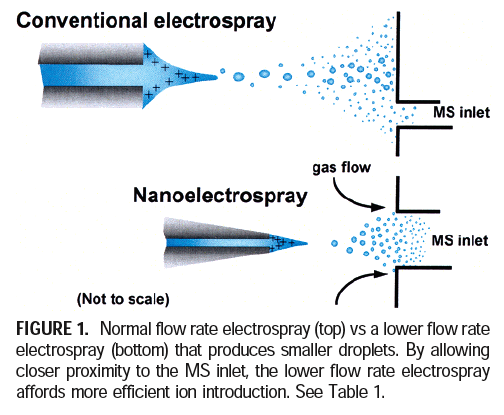 Conventional electrospray
MS inlet
gas flow
Nanoelectrospray
MS inlet
(Not to scale)
FIGURE 1. Normal flow rate electrospray (top) vs a lower flow rate
electrospray (bottom) that produces smaller droplets. By allowing
closer proximity to the MS inlet, the lower flow rate electrospray
affords more efficient ion introduction. See Table 1.